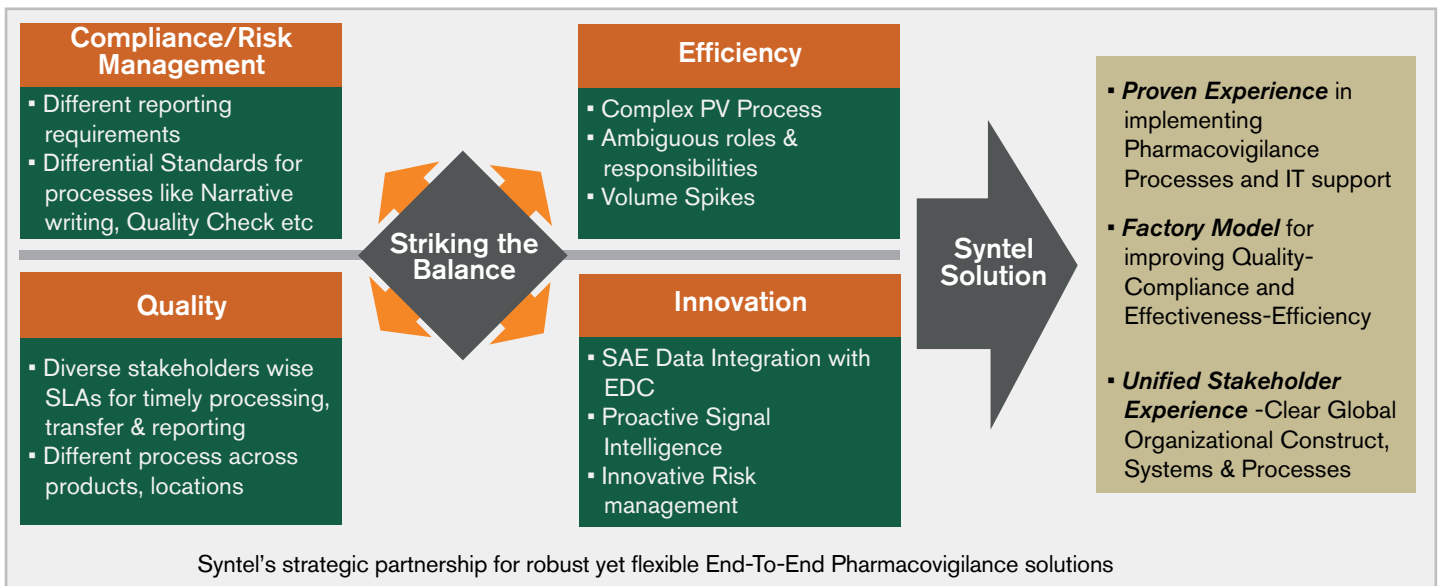 Compliance/Risk
Management
▪ Different reporting
requirements
▪ Differential Standards for
processes like Narrative
writing, Quality Check etc
Efficiency
▪ Complex PV Process
▪ Ambiguous roles &
responsibilities
▪ Volume Spikes
Striking the
Balance
Quality
▪ Diverse stakeholders wise
SLAs for timely processing,
transfer & reporting
▪ Different process across
products, locations
Innovation
▪ SAE Data Integration with
EDC
▪ Proactive Signal
Intelligence
▪ Innovative Risk
management
Syntel
Solution
▪ Proven Experience in
implementing
Pharmacovigilance
Processes and IT support
▪ Factory Model for
improving Quality-
Compliance and
Effectiveness-Efficiency
▪ Unified Stakeholder
Experience -Clear Global
Organizational Construct,
Systems & Processes
Syntel’s strategic partnership for robust yet flexible End-To-End Pharmacovigilance solutions